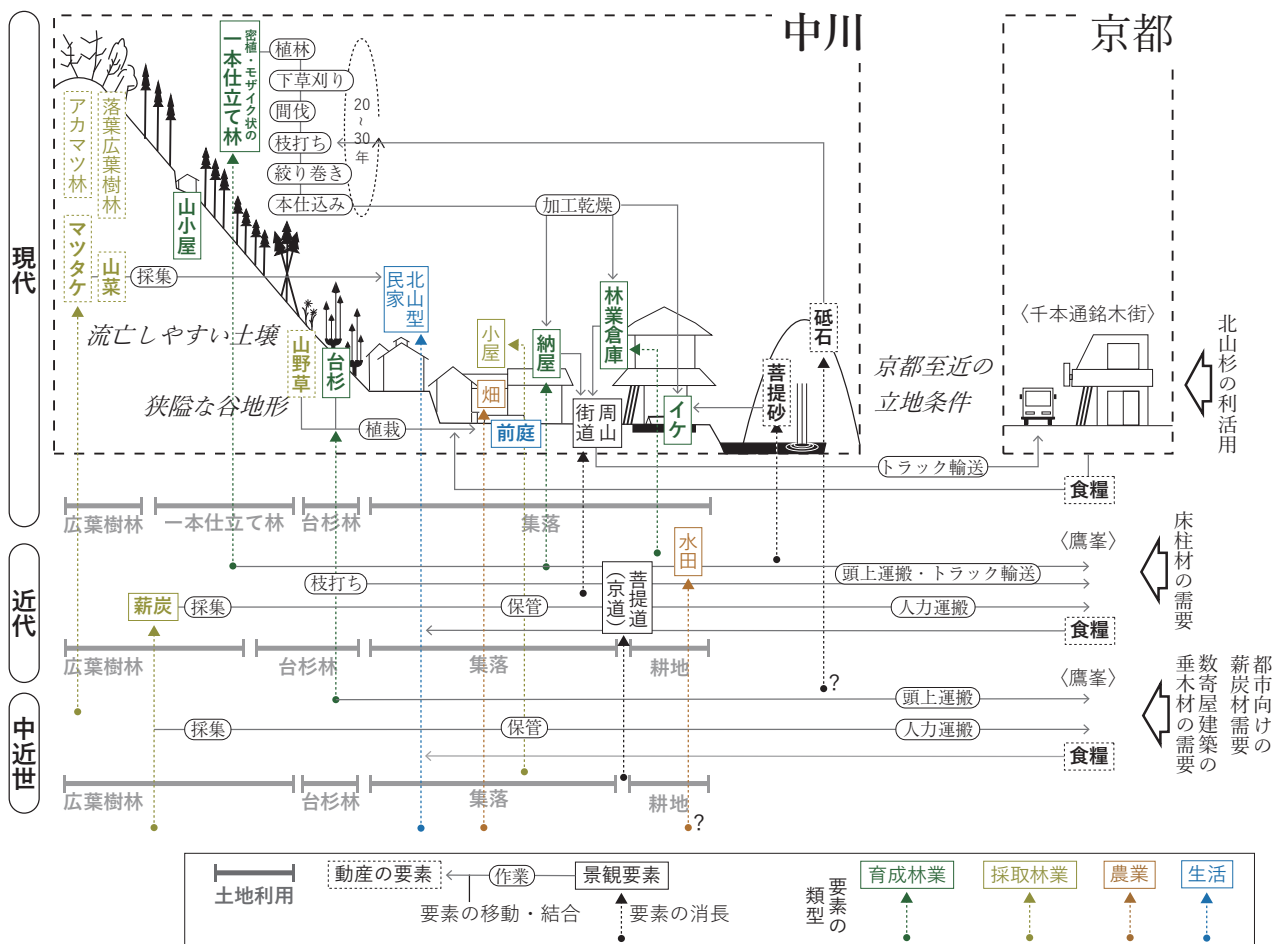 中川
京都
現代
アカマツ林
落葉広葉樹林
密植・モザイク状の
一本仕立て林
植林
下草刈り
間伐
枝打ち
絞り巻き
本仕込み
20~30年
加工乾燥
山小屋
マツタケ
山菜
採集
北山型
民家
林業倉庫
砥石
〈千本通銘木街〉
北山杉の利活用
流亡しやすい土壌
狭隘な谷地形
山野草
台杉
小屋
納屋
畑
菩提砂
京都至近の
立地条件
植栽
前庭
周山
街道
イケ
トラック輸送
食糧
広葉樹林
一本仕立て林
台杉林
集落
近代
水田
〈鷹峯〉
床柱材の需要
頭上運搬・トラック輸送
枝打ち
菩提道
(京道)
薪炭
採集
保管
人力運搬
食糧
広葉樹林
台杉林
集落
耕地
中近世
?
〈鷹峯〉
都市向けの
薪炭材需要
数寄屋建築の
垂木材の需要
頭上運搬
採集
保管
人力運搬
食糧
広葉樹林
台杉林
集落
耕地
?
土地利用
動産の要素
作業
景観要素
要素の移動・結合
要素の消長
要素の
類型
育成林業
採取林業
農業
生活